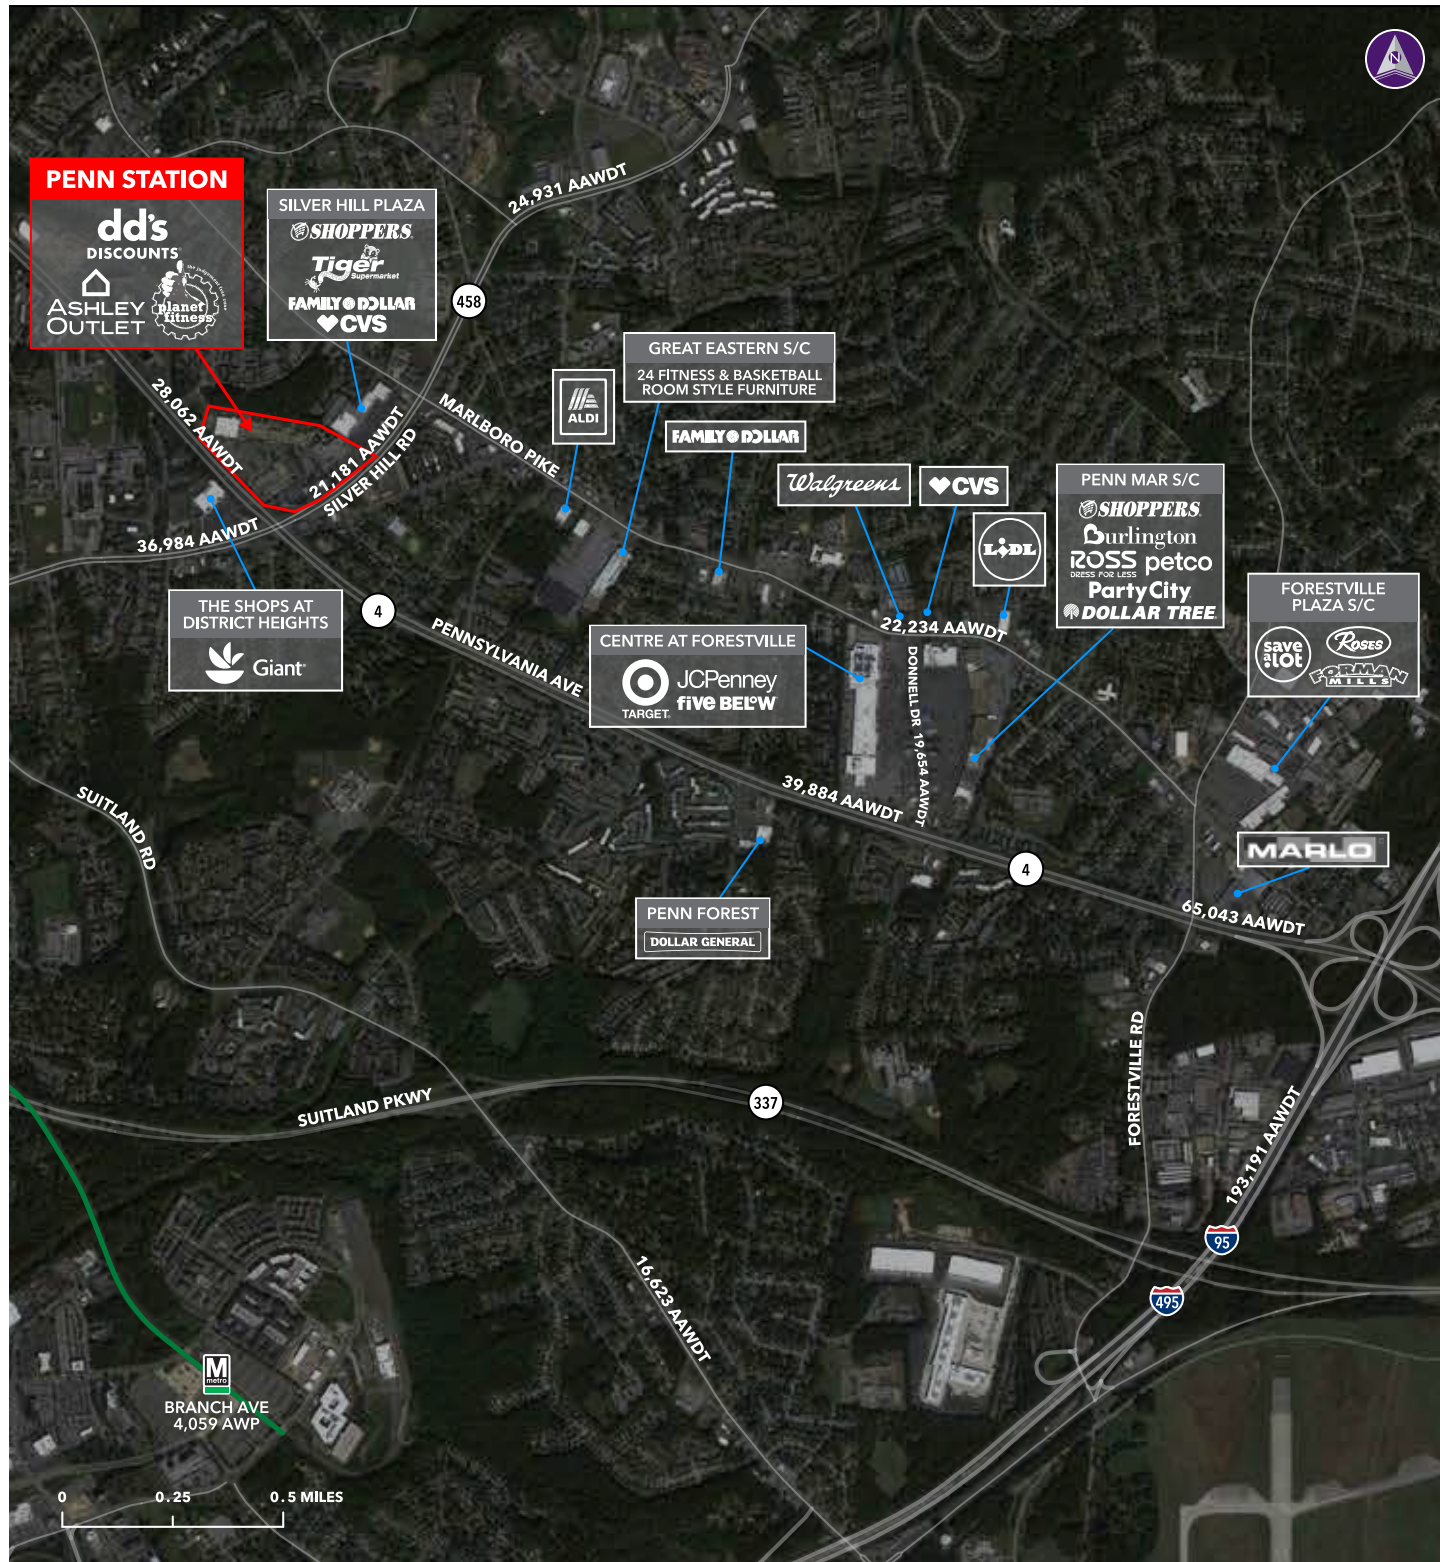 N
24,931 AAWDT
PENN STATION
dd's
DISCOUNTS
ASHLEY
OUTLET
planet
fitness
SILVER HILL PLAZA
SHOPPERS
Tiger
Supermarket
FAMILY DOLLAR
CVS
458
GREAT EASTERN S/C
24 FITNESS & BASKETBALL
ROOM STYLE FURNITURE
ALDI
28,062 AAWDT
MARLBORO PIKE
21,181 AAWDT
SILVER HILL RD
FAMILY DOLLAR
Walgreens
CVS
PENN MAR S/C
SHOPPERS
Burlington
ROSS
DRESS FOR LESS
petco
PartyCity
DOLLAR TREE
LIDL
36,984 AAWDT
FORESTVILLE
PLAZA S/C
save
a lot
ROSES
FORMAN
MILLS
THE SHOPS AT
DISTRICT HEIGHTS
Giant
4
PENNSYLVANIA AVE
22,234 AAWDT
CENTRE AT FORESTVILLE
TARGET
JCPenney
five BELOW
DONNELL DR 19,654 AAWDT
39,884 AAWDT
SUITLAND RD
MARLO
4
65,043 AAWDT
PENN FOREST
DOLLAR GENERAL
FORESTVILLE RD
SUITLAND PKWY
337
193,191 AAWDT
95
495
16,623 AAWDT
M
metro
BRANCH AVE
4,059 AWP
0 0.25 0.5 MILES